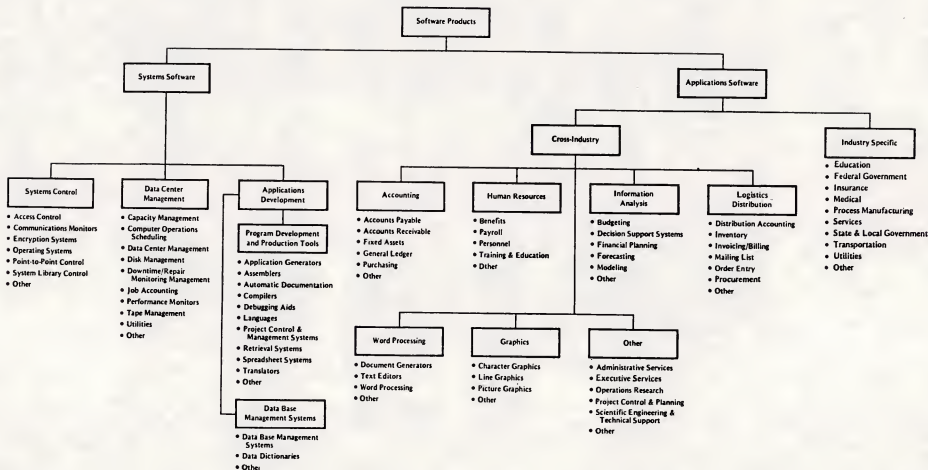 Software Products
Systems Software
Applications Software
Cross-Industry
Industry Specific
• Education
• Federal Government
• Insurance
• Medical
• Process Manufacturing
• Services
• State & Local Government
• Transportation
• Utilities
• Other
Systems Control
• Access Control
• Communications Monitors
• Encryption Systems
• Operating Systems
• Point-to-Point Control
• System Library Control
• Other
Data Center
Management
• Capacity Management
• Computer Operations
Scheduling
• Data Center Management
• Disk Management
• Downtime/Repair
Monitoring Management
• Job Accounting
• Performance Monitors
• Tape Management
• Utilities
• Other
Applications
Development
Program Development
and Production Tools
• Application Generators
• Assemblers
• Automatic Documentation
• Compilers
• Debugging Aids
• Languages
• Project Control &
Management Systems
• Retrieval Systems
• Spreadsheet Systems
• Translators
• Other
Data Base
Management Systems
• Data Base Management
Systems
• Data Dictionaries
• Other
Accounting
• Accounts Payable
• Accounts Receivable
• Fixed Assets
• General Ledger
• Purchasing
• Other
Human Resources
• Benefits
• Payroll
• Personnel
• Training & Education
• Other
Information
Analysis
• Budgeting
• Decision Support Systems
• Financial Planning
• Forecasting
• Modeling
• Other
Logistics
Distribution
• Distribution Accounting
• Inventory
• Invoicing/Billing
• Mailing List
• Order Entry
• Procurement
• Other
Word Processing
• Document Generators
• Text Editors
• Word Processing
• Other
Graphics
• Character Graphics
• Line Graphics
• Picture Graphics
• Other
Other
• Administrative Services
• Executive Services
• Operations Research
• Project Control & Planning
• Scientific Engineering &
Technical Support
• Other